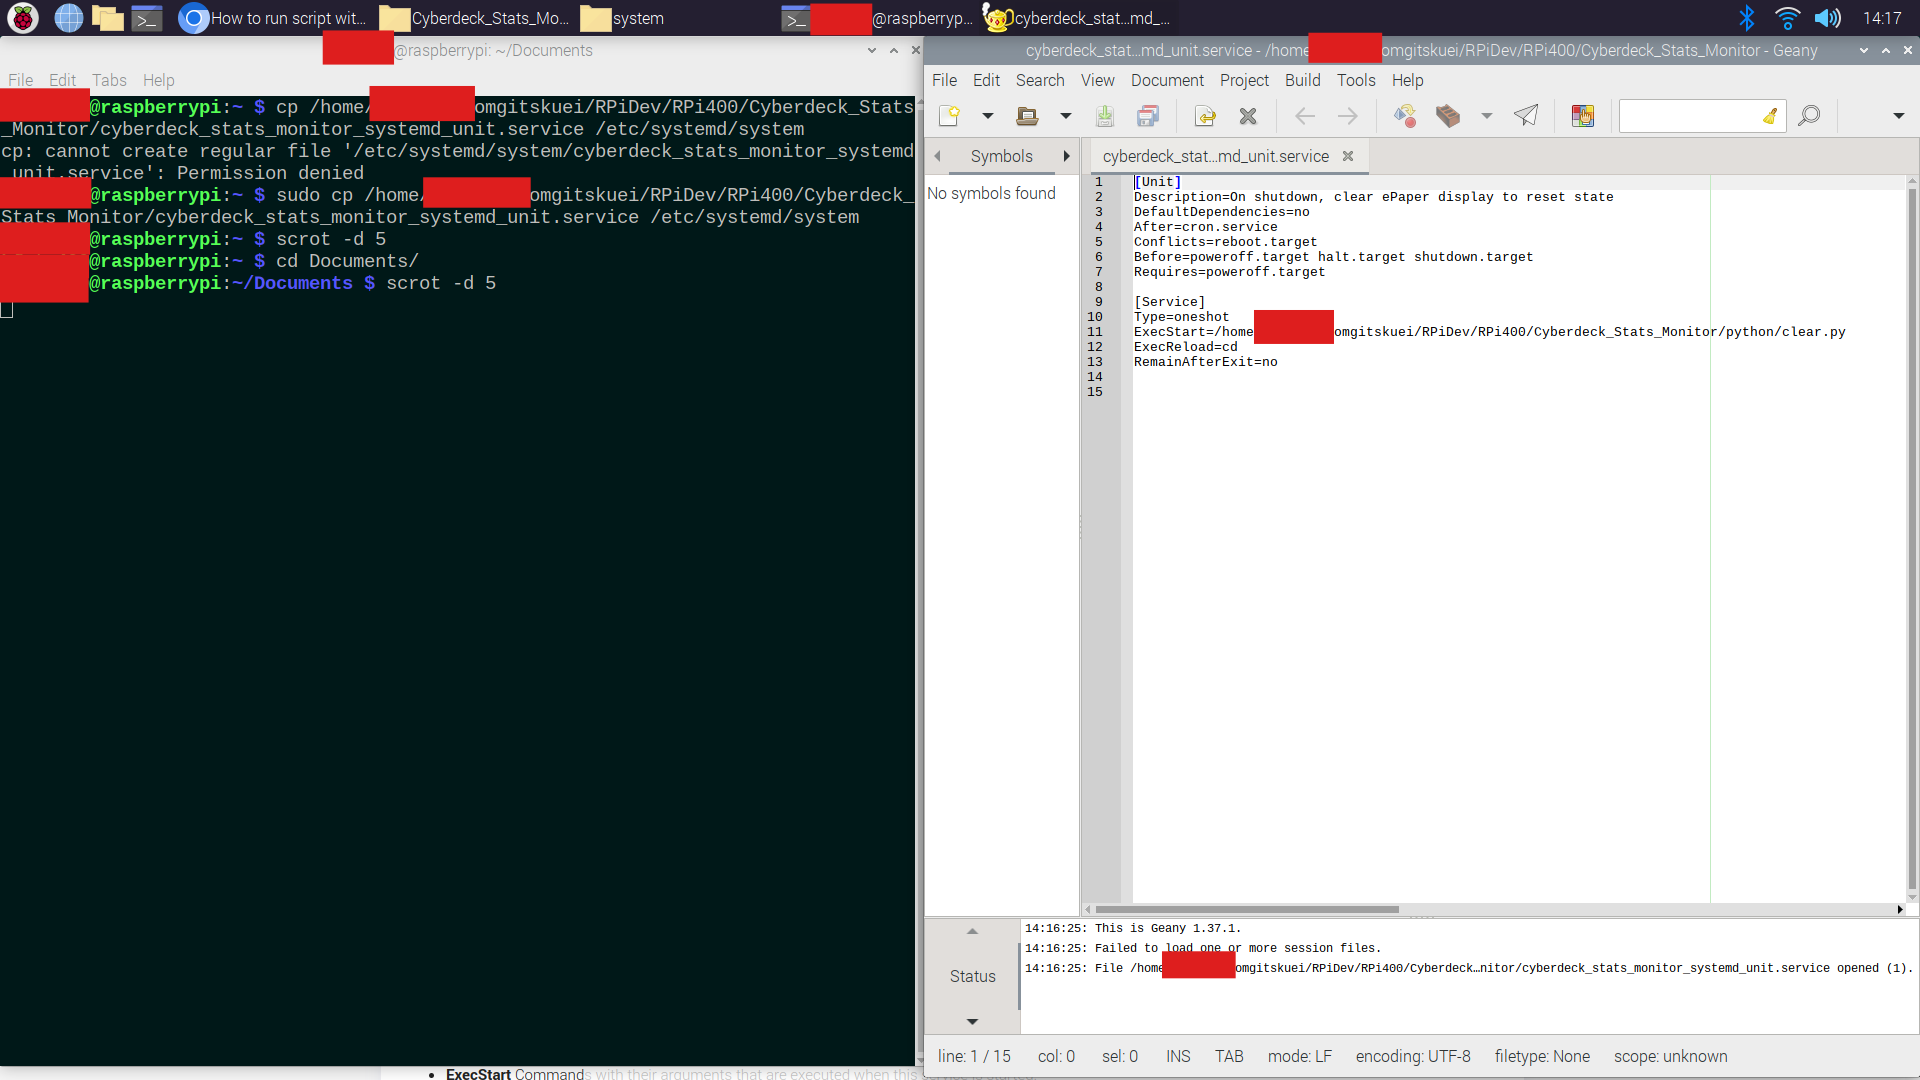 How to run script wit...
Cyberdeck_Stats_Mo...
system
@raspberryp...
cyberdeck_stat...md_...
14:17
@raspberrypi: ~/Documents
File Edit Tabs Help
@raspberrypi:~ $ cp /home/ omgitskuei/RPiDev/RPi400/Cyberdeck_Stats
_Monitor/cyberdeck_stats_monitor_systemd_unit.service /etc/systemd/system
cp: cannot create regular file '/etc/systemd/system/cyberdeck_stats_monitor_systemd
_unit.service': Permission denied
@raspberrypi:~ $ sudo cp /home/ omgitskuei/RPiDev/RPi400/Cyberdeck_
Stats_Monitor/cyberdeck_stats_monitor_systemd_unit.service /etc/systemd/system
@raspberrypi:~ $ scrot -d 5
@raspberrypi:~ $ cd Documents/
@raspberrypi:~/Documents $ scrot -d 5
cyberdeck_stat...md_unit.service - /home omgitskuei/RPiDev/RPi400/Cyberdeck_Stats_Monitor - Geany
File Edit Search View Document Project Build Tools Help
Symbols
No symbols found
cyberdeck_stat...md_unit.service
1 [Unit]
2 Description=On shutdown, clear ePaper display to reset state
3 DefaultDependencies=no
4 After=cron.service
5 Conflicts=reboot.target
6 Before=poweroff.target halt.target shutdown.target
7 Requires=poweroff.target
8
9 [Service]
10 Type=oneshot
11 ExecStart=/home omgitskuei/RPiDev/RPi400/Cyberdeck_Stats_Monitor/python/clear.py
12 ExecReload=cd
13 RemainAfterExit=no
14
15
Status
14:16:25: This is Geany 1.37.1.
14:16:25: Failed to load one or more session files.
14:16:25: File /home omgitskuei/RPiDev/RPi400/Cyberdeck…nitor/cyberdeck_stats_monitor_systemd_unit.service opened (1).
line: 1 / 15 col: 0 sel: 0 INS TAB mode: LF encoding: UTF-8 filetype: None scope: unknown
• ExecStart Commands with their arguments that are executed when this service is started.